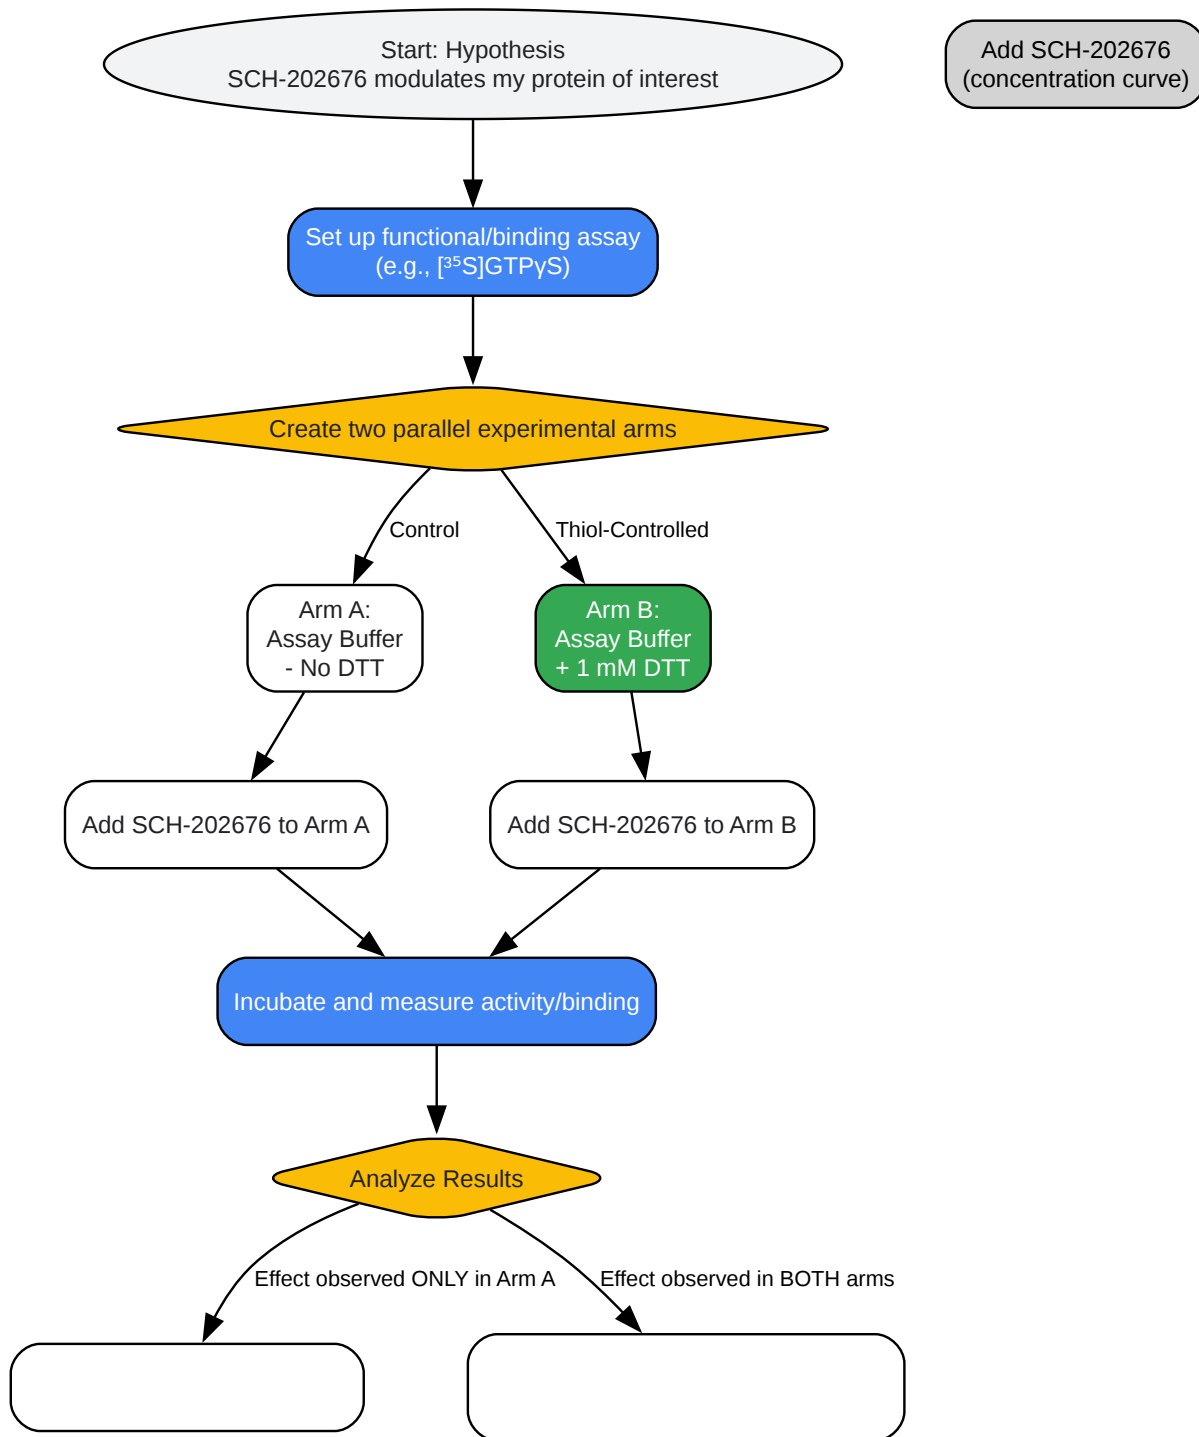 Start: Hypothesis
SCH-202676 modulates my protein of interest
Add SCH-202676
(concentration curve)
Set up functional/binding assay
(e.g., [³⁵S]GTPγS)
Create two parallel experimental arms
Control
Thiol-Controlled
Arm A:
Assay Buffer
- No DTT
Arm B:
Assay Buffer
+ 1 mM DTT
Add SCH-202676 to Arm A
Add SCH-202676 to Arm B
Incubate and measure activity/binding
Analyze Results
Effect observed ONLY in Arm A
Effect observed in BOTH arms